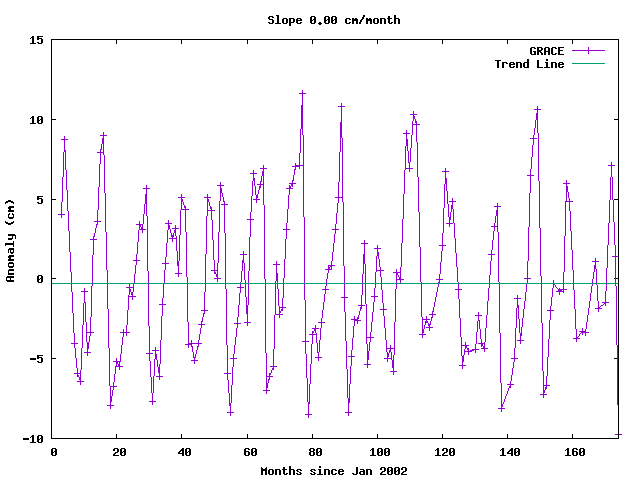 Slope 0.00 cm/month
15
GRACE
Trend Line
10
5
0
-5
-10
Anomaly (cm)
0 20 40 60 80 100 120 140 160
Months since Jan 2002